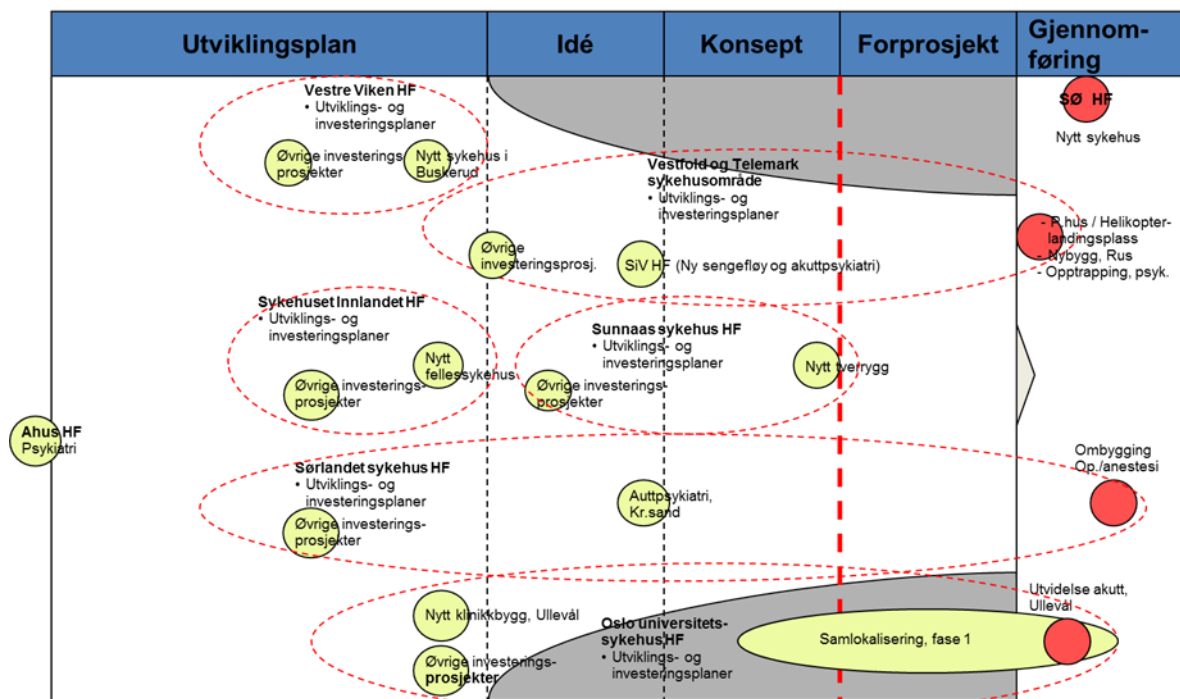 Utviklingsplan
Idé
Konsept
Forprosjekt
Gjennom-
føring
Vestre Viken HF
• Utviklings- og
investeringsplaner
Øvrige investerings
prosjekter
Nytt sykehus i
Buskerud
SØ HF
Nytt sykehus
Vestfold og Telemark
sykehusområde
• Utviklings- og
investeringsplaner
Øvrige
investeringsprosj.
SiV HF (Ny sengefløy og akuttpsykiatri)
- P.hus / Helikopter-
landingsplass
- Nybygg, Rus
- Opptrapping, psyk.
Sykehuset Innlandet HF
• Utviklings- og
investeringsplaner
Nytt
fellessykehus
Øvrige investerings-
prosjekter
Sunnaas sykehus HF
• Utviklings- og
investeringsplaner
Nytt tverrygg
Øvrige investerings-
prosjekter
Ahus HF
Psykiatri
Sørlandet sykehus HF
• Utviklings- og
investeringsplaner
Øvrige investerings-
prosjekter
Auttpsykiatri,
Kr.sand
Ombygging
Op./anestesi
Nytt klinikkbygg, Ullevål
Øvrige investerings-
prosjekter
Oslo universitets-
sykehus HF
• Utviklings- og
investeringsplaner
Samlokalisering, fase 1
Utvidelse akutt,
Ullevål